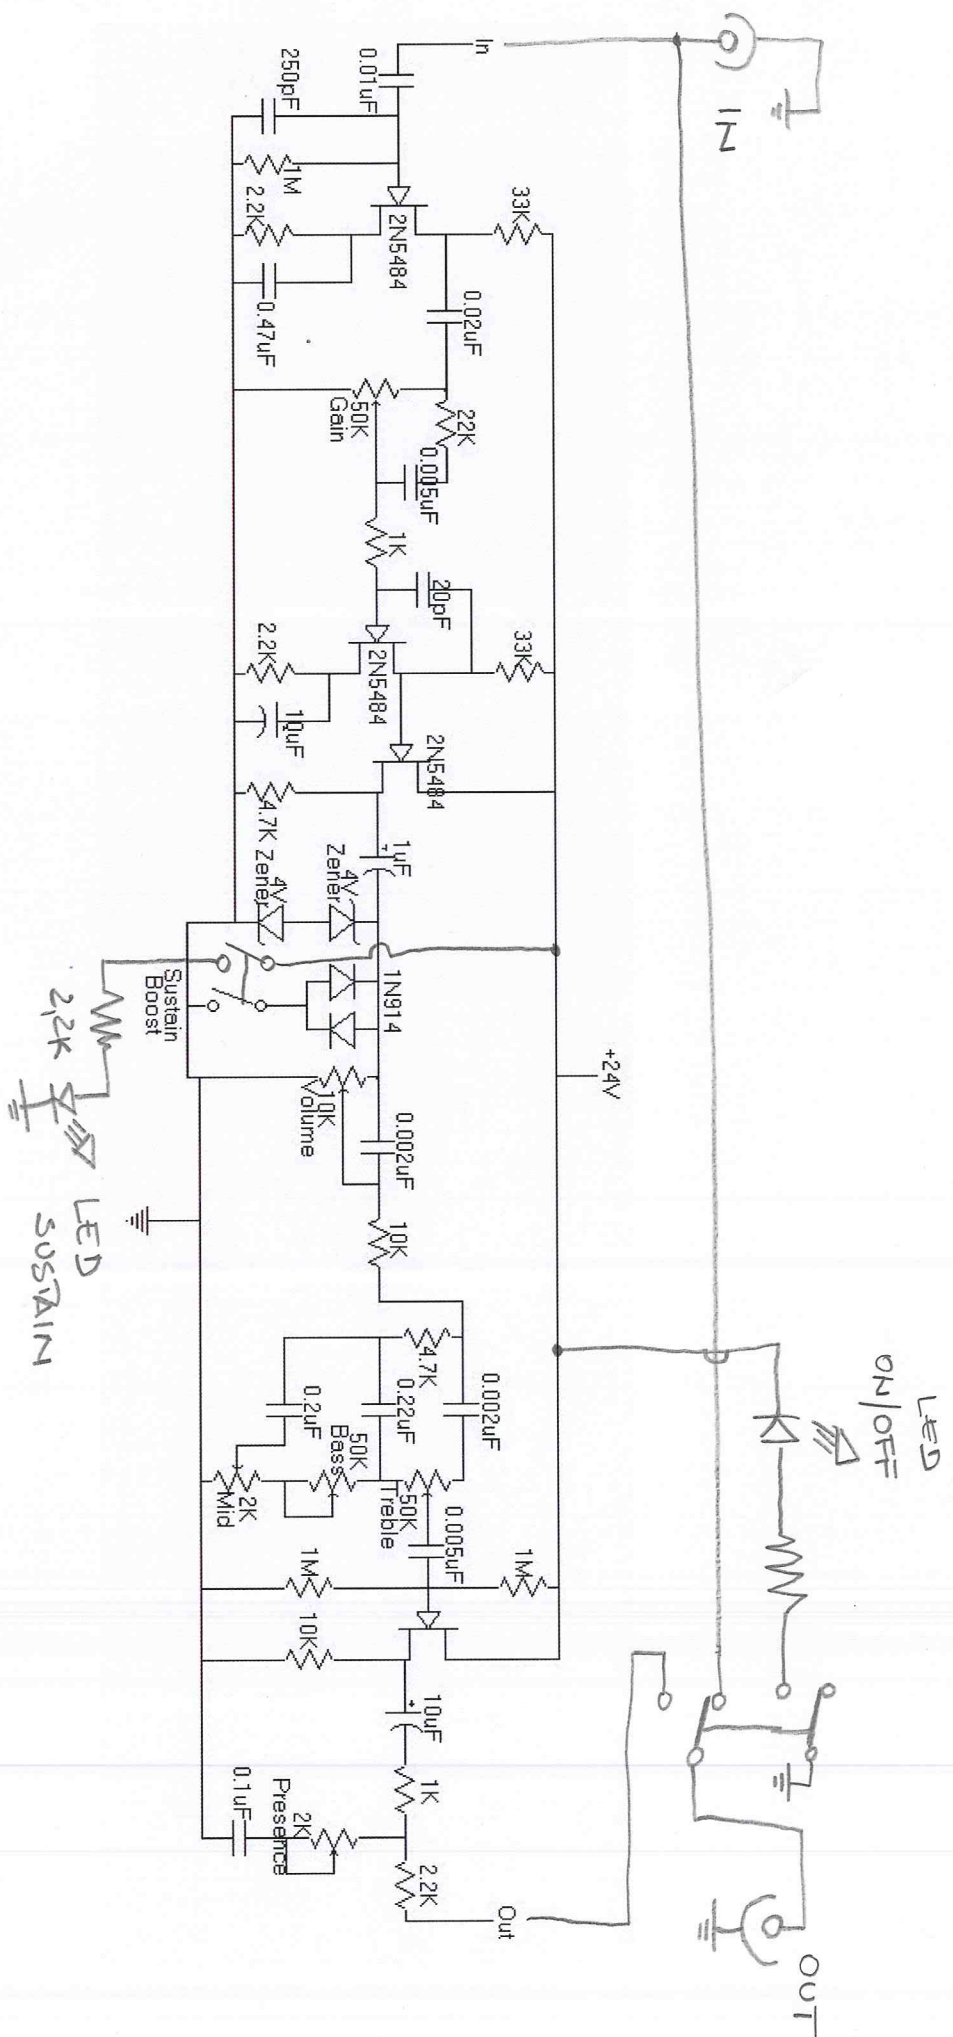 IN
OUT
LED
ON/OFF
+24V
In
0.01uF
250pF
1M
2.2K
0.47uF
2N5484
33K
0.02uF
50K
Gain
22K
0.005uF
1K
20pF
2.2K
10uF
2N5484
33K
2N5484
4.7K
1uF
4V
Zener
4V
Zener
1N914
Sustain
Boost
10K
Volume
0.002uF
10K
4.7K
0.002uF
0.22uF
0.2uF
50K
Bass
50K
Treble
2K
Mid
0.005uF
1M
1M
10K
10uF
1K
2K
Presence
0.1uF
2.2K
Out
2,2K
LED
SUSTAIN